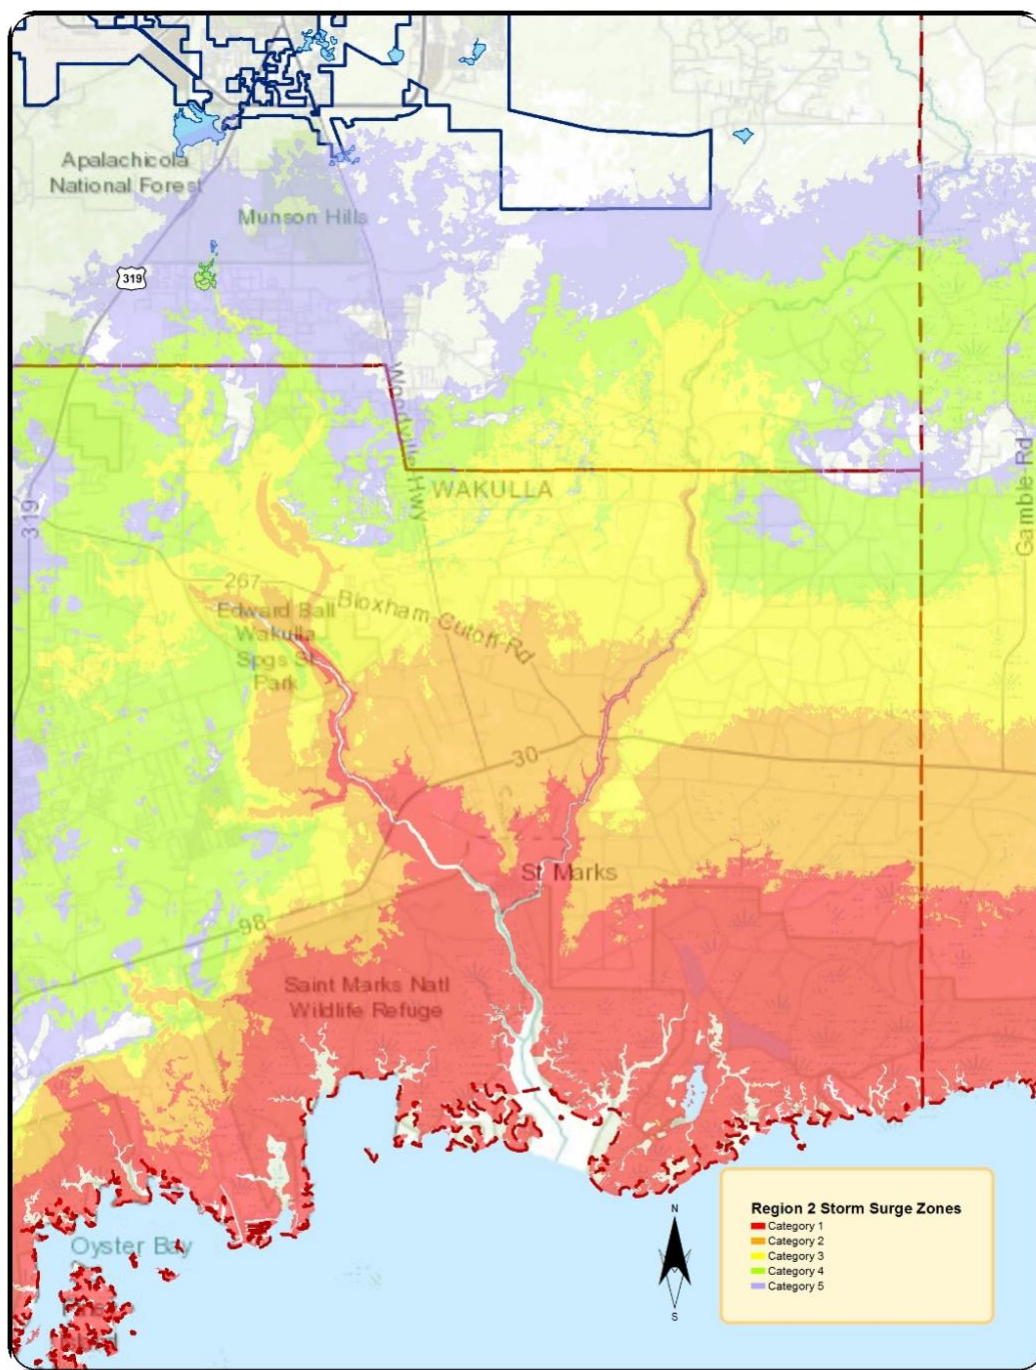 Apalachicola
National Forest
Munson Hills
319
Woodville Hwy
WAKULLA
319
Gamble Rd
267
Bloxham Cutoff Rd
Edward Ball
Wakulla
Spgs St
Park
30
St Marks
98
Saint Marks Natl
Wildlife Refuge
Oyster Bay
N
S
Region 2 Storm Surge Zones
Category 1
Category 2
Category 3
Category 4
Category 5